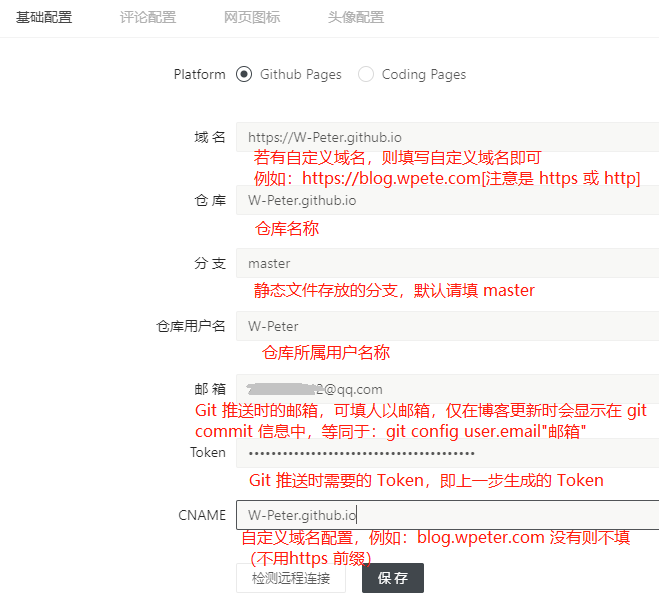 基础配置 评论配置 网页图标 头像配置
Platform Github Pages Coding Pages
域 名 https://W-Peter.github.io
若有自定义域名，则填写自定义域名即可
例如：https://blog.wpete.com[注意是 https 或 http]
仓 库 W-Peter.github.io
仓库名称
分 支 master
静态文件存放的分支，默认请填 master
仓库用户名 W-Peter
仓库所属用户名称
邮 箱 2@qq.com
Git 推送时的邮箱，可填人以邮箱，仅在博客更新时会显示在 git
commit 信息中，等同于：git config user.email"邮箱"
Token
Git 推送时需要的 Token，即上一步生成的 Token
CNAME W-Peter.github.io
自定义域名配置，例如：blog.wpeter.com 没有则不填
（不用https 前缀）
检测远程连接 保 存